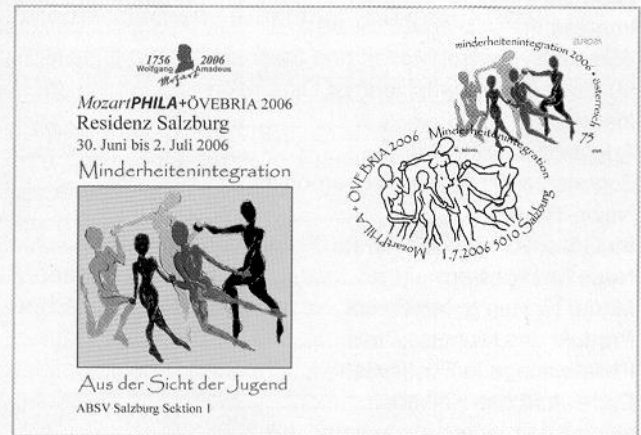 1756 2006
Wolfgang Amadeus
Mozart
MozartPHILA+ÖVEBRIA 2006
Residenz Salzburg
30. Juni bis 2. Juli 2006
Minderheitenintegration
Aus der Sicht der Jugend
ABSV Salzburg Sektion 1
EUROPA
minderheitenintegration 2006 • österreich
75
MozartPHILA + ÖVEBRIA 2006 Minderheitenintegration
1.7.2006 5010 Salzburg